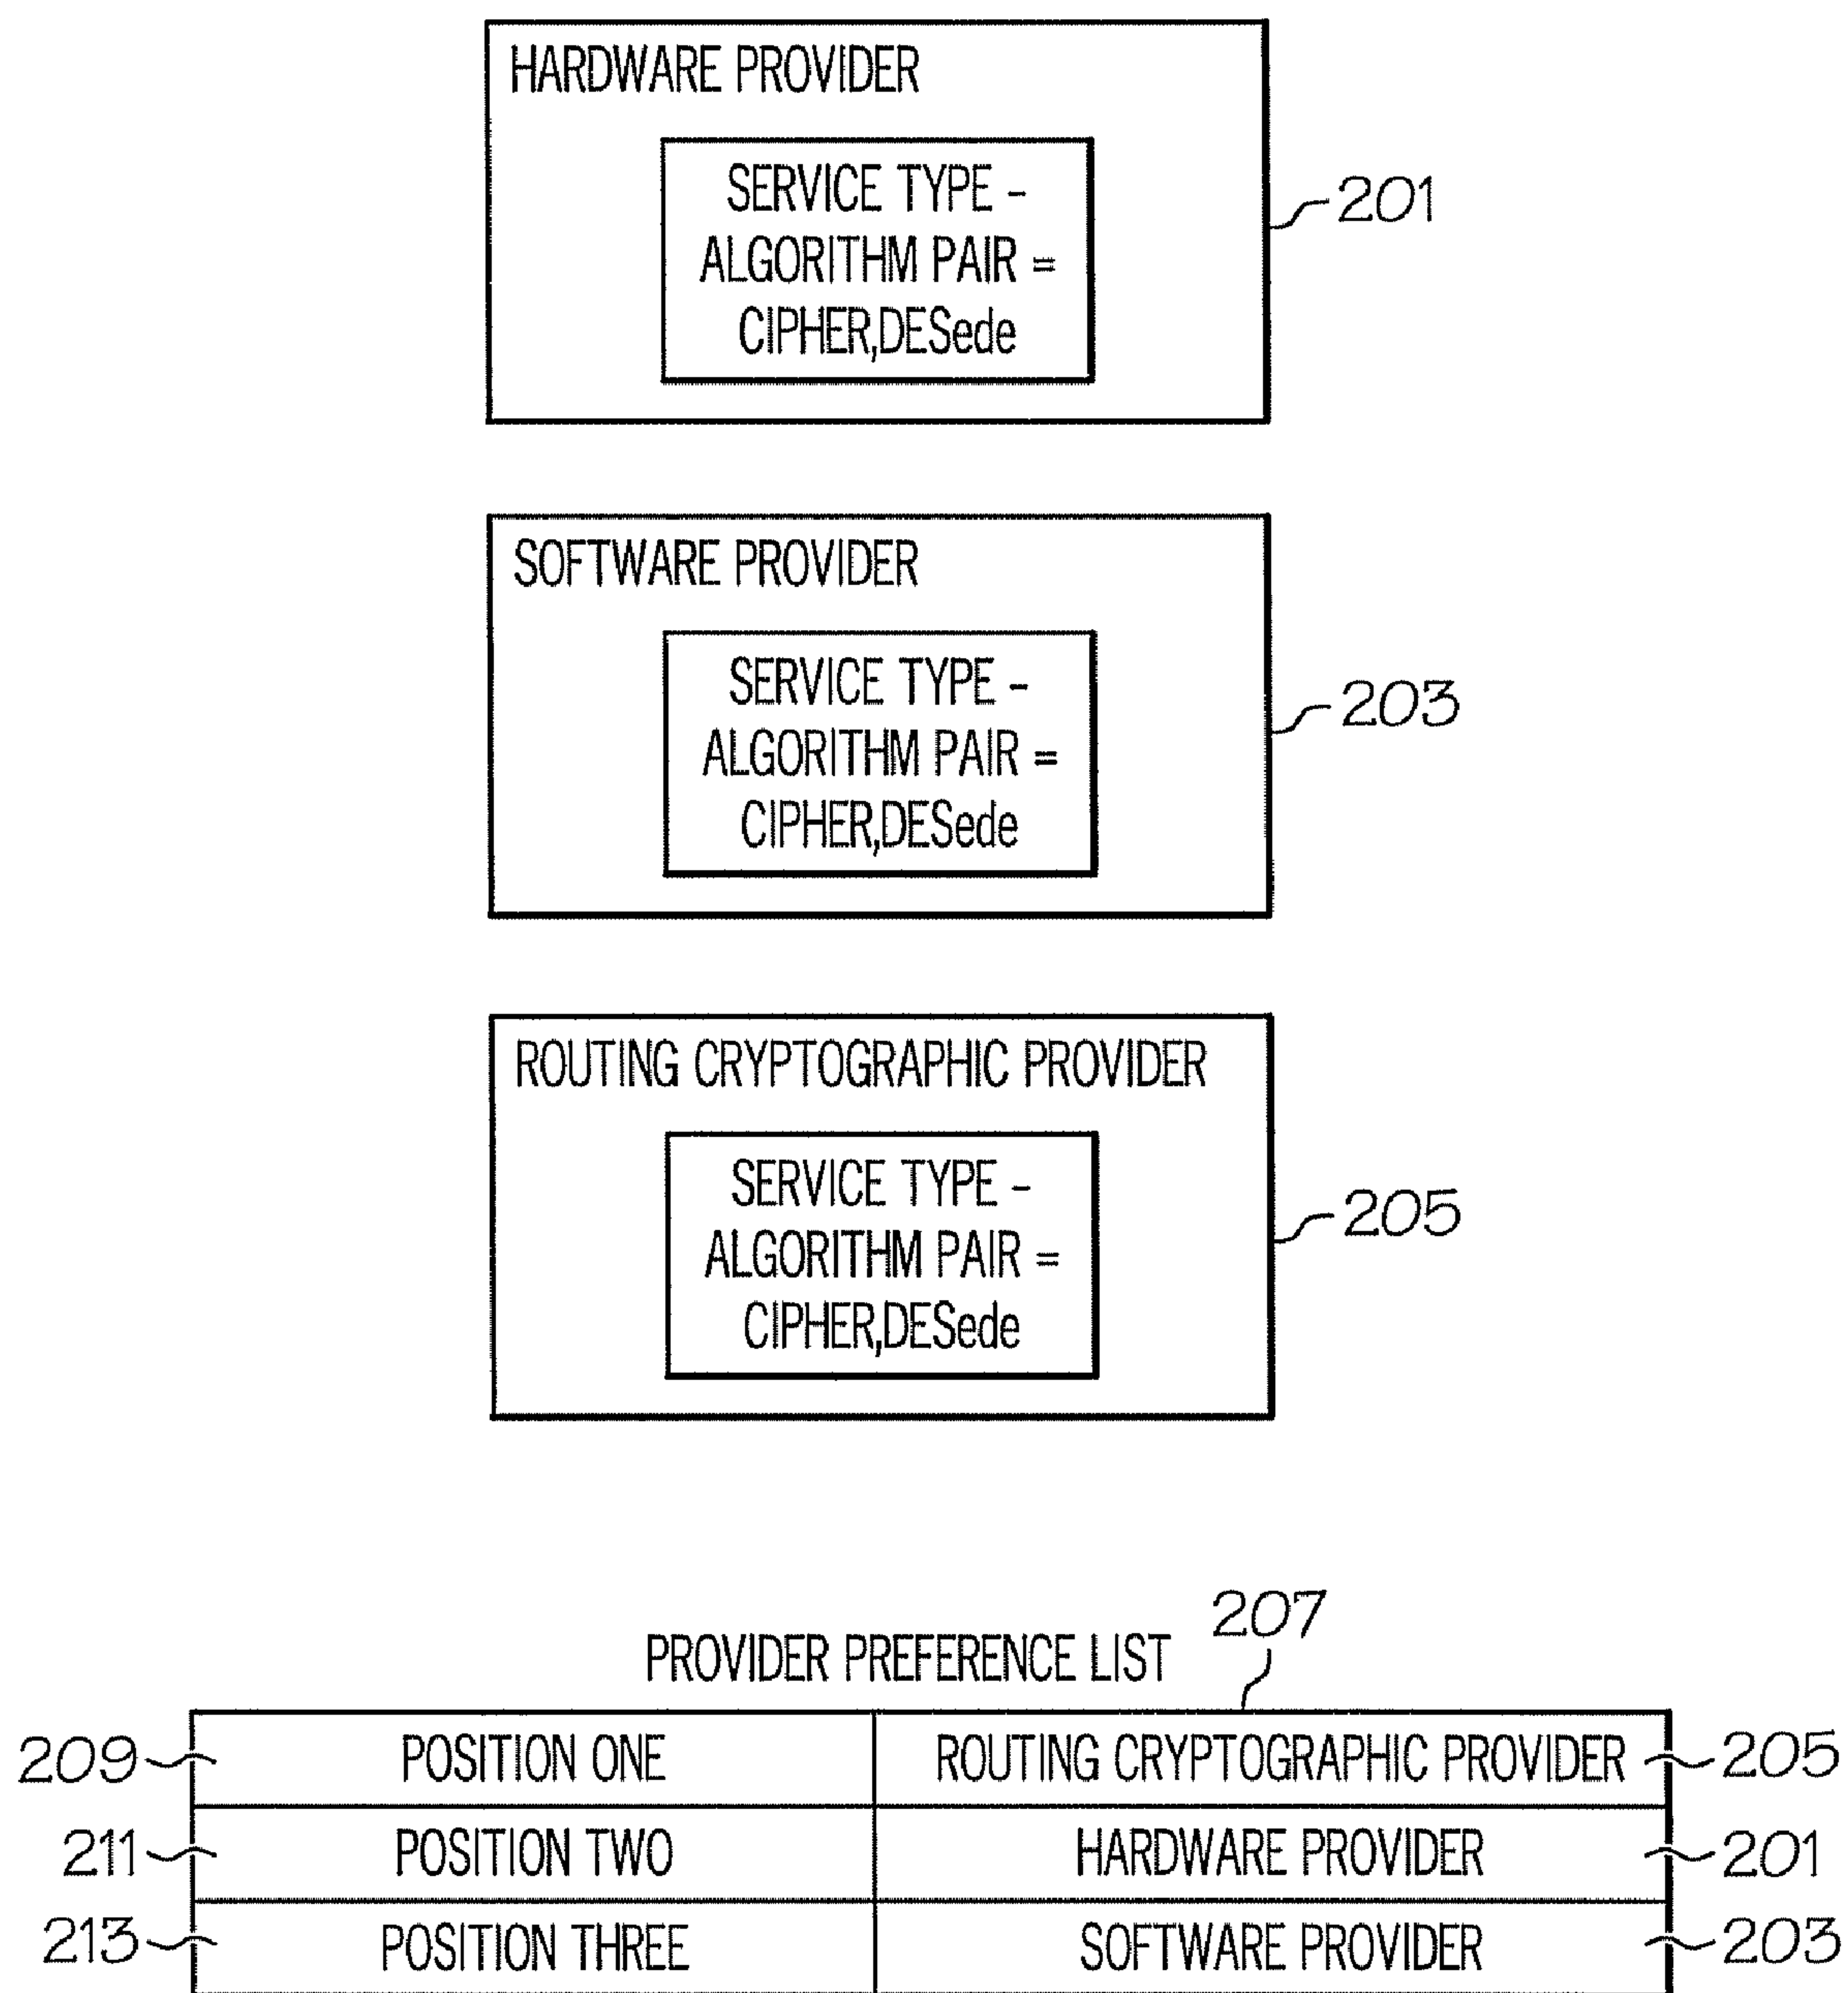 HARDWARE PROVIDER
SERVICE TYPE -
ALGORITHM PAIR =
CIPHER,DESede
201
SOFTWARE PROVIDER
SERVICE TYPE -
ALGORITHM PAIR =
CIPHER,DESede
203
ROUTING CRYPTOGRAPHIC PROVIDER
SERVICE TYPE -
ALGORITHM PAIR =
CIPHER,DESede
205
PROVIDER PREFERENCE LIST
207
209 POSITION ONE ROUTING CRYPTOGRAPHIC PROVIDER 205
211 POSITION TWO HARDWARE PROVIDER 201
213 POSITION THREE SOFTWARE PROVIDER 203